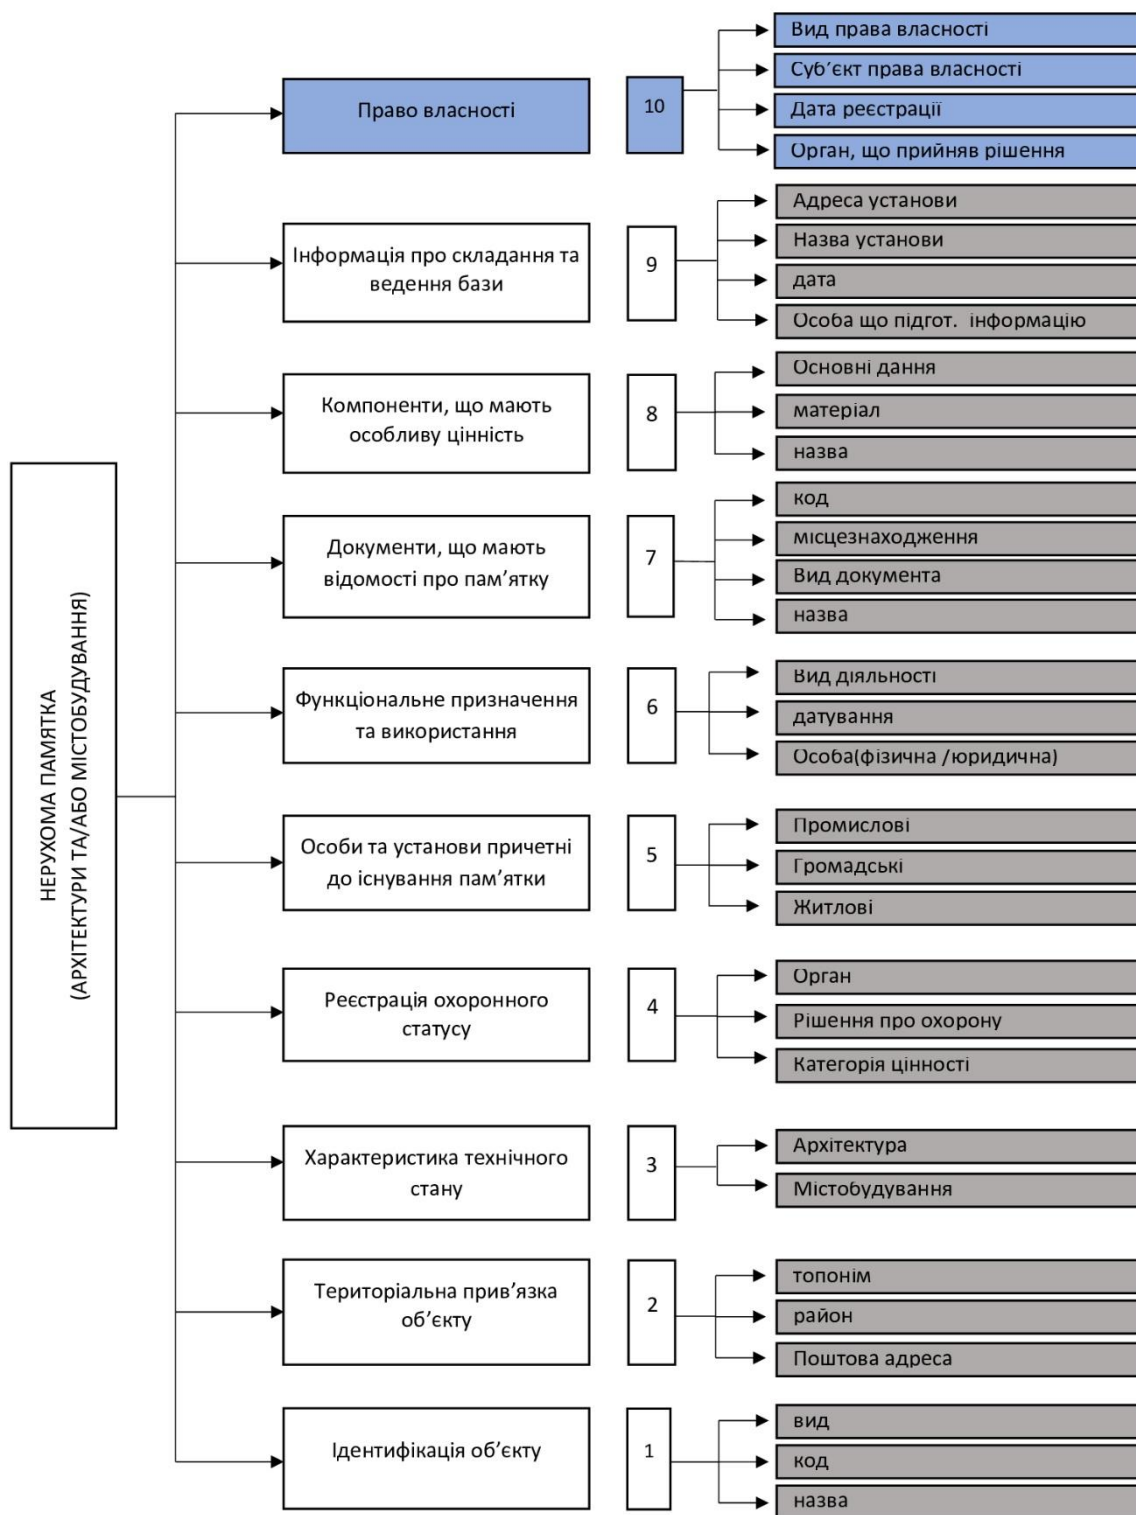 НЕРУХОМА ПАМЯТКА
(АРХІТЕКТУРИ ТА/АБО МІСТОБУДУВАННЯ)
Право власності
10
Вид права власності
Суб’єкт права власності
Дата реєстрації
Орган, що прийняв рішення
Інформація про складання та
ведення бази
9
Адреса установи
Назва установи
дата
Особа що підгот. інформацію
Компоненти, що мають
особливу цінність
8
Основні дання
матеріал
назва
Документи, що мають
відомості про пам’ятку
7
код
місцезнаходження
Вид документа
назва
Функціональне призначення
та використання
6
Вид діяльності
датування
Особа(фізична /юридична)
Особи та установи причетні
до існування пам’ятки
5
Промислові
Громадські
Житлові
Реєстрація охоронного
статусу
4
Орган
Рішення про охорону
Категорія цінності
Характеристика технічного
стану
3
Архітектура
Містобудування
Територіальна прив’язка
об’єкту
2
топонім
район
Поштова адреса
Ідентифікація об’єкту
1
вид
код
назва